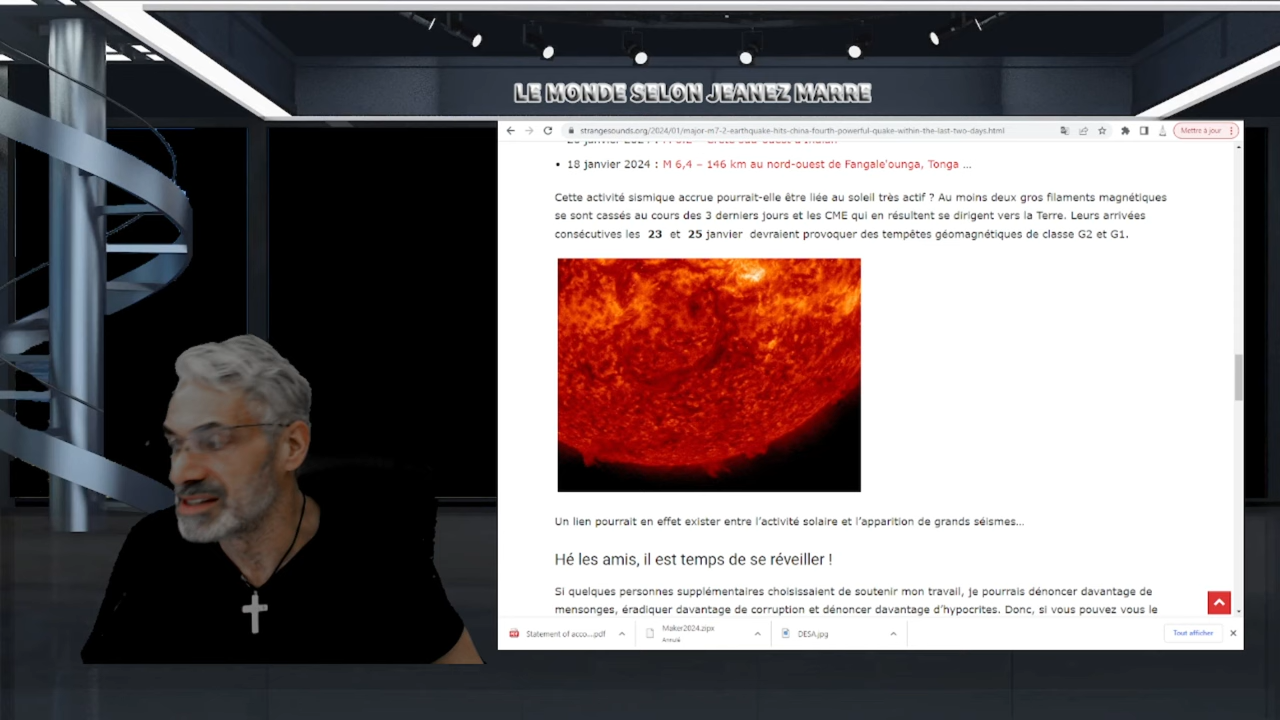 LE MONDE SELON JEANEZ MARRE
strangesounds.org/2024/01/major-m7-2-earthquake-hits-china-fourth-powerful-quake-within-the-last-two-days.html
Mettre à jour
• 18 janvier 2024 : M 6,4 – 146 km au nord-ouest de Fangale'ounga, Tonga ...
Cette activité sismique accrue pourrait-elle être liée au soleil très actif ? Au moins deux gros filaments magnétiques
se sont cassés au cours des 3 derniers jours et les CME qui en résultent se dirigent vers la Terre. Leurs arrivées
consécutives les 23 et 25 janvier devraient provoquer des tempêtes géomagnétiques de classe G2 et G1.
Un lien pourrait en effet exister entre l'activité solaire et l'apparition de grands séismes...
Hé les amis, il est temps de se réveiller !
Si quelques personnes supplémentaires choisissaient de soutenir mon travail, je pourrais dénoncer davantage de
mensonges, éradiquer davantage de corruption et dénoncer davantage d'hypocrites. Donc, si vous pouvez vous le
Statement of acco....pdf
Maker2024.zipx
Annulé
DESA.jpg
Tout afficher